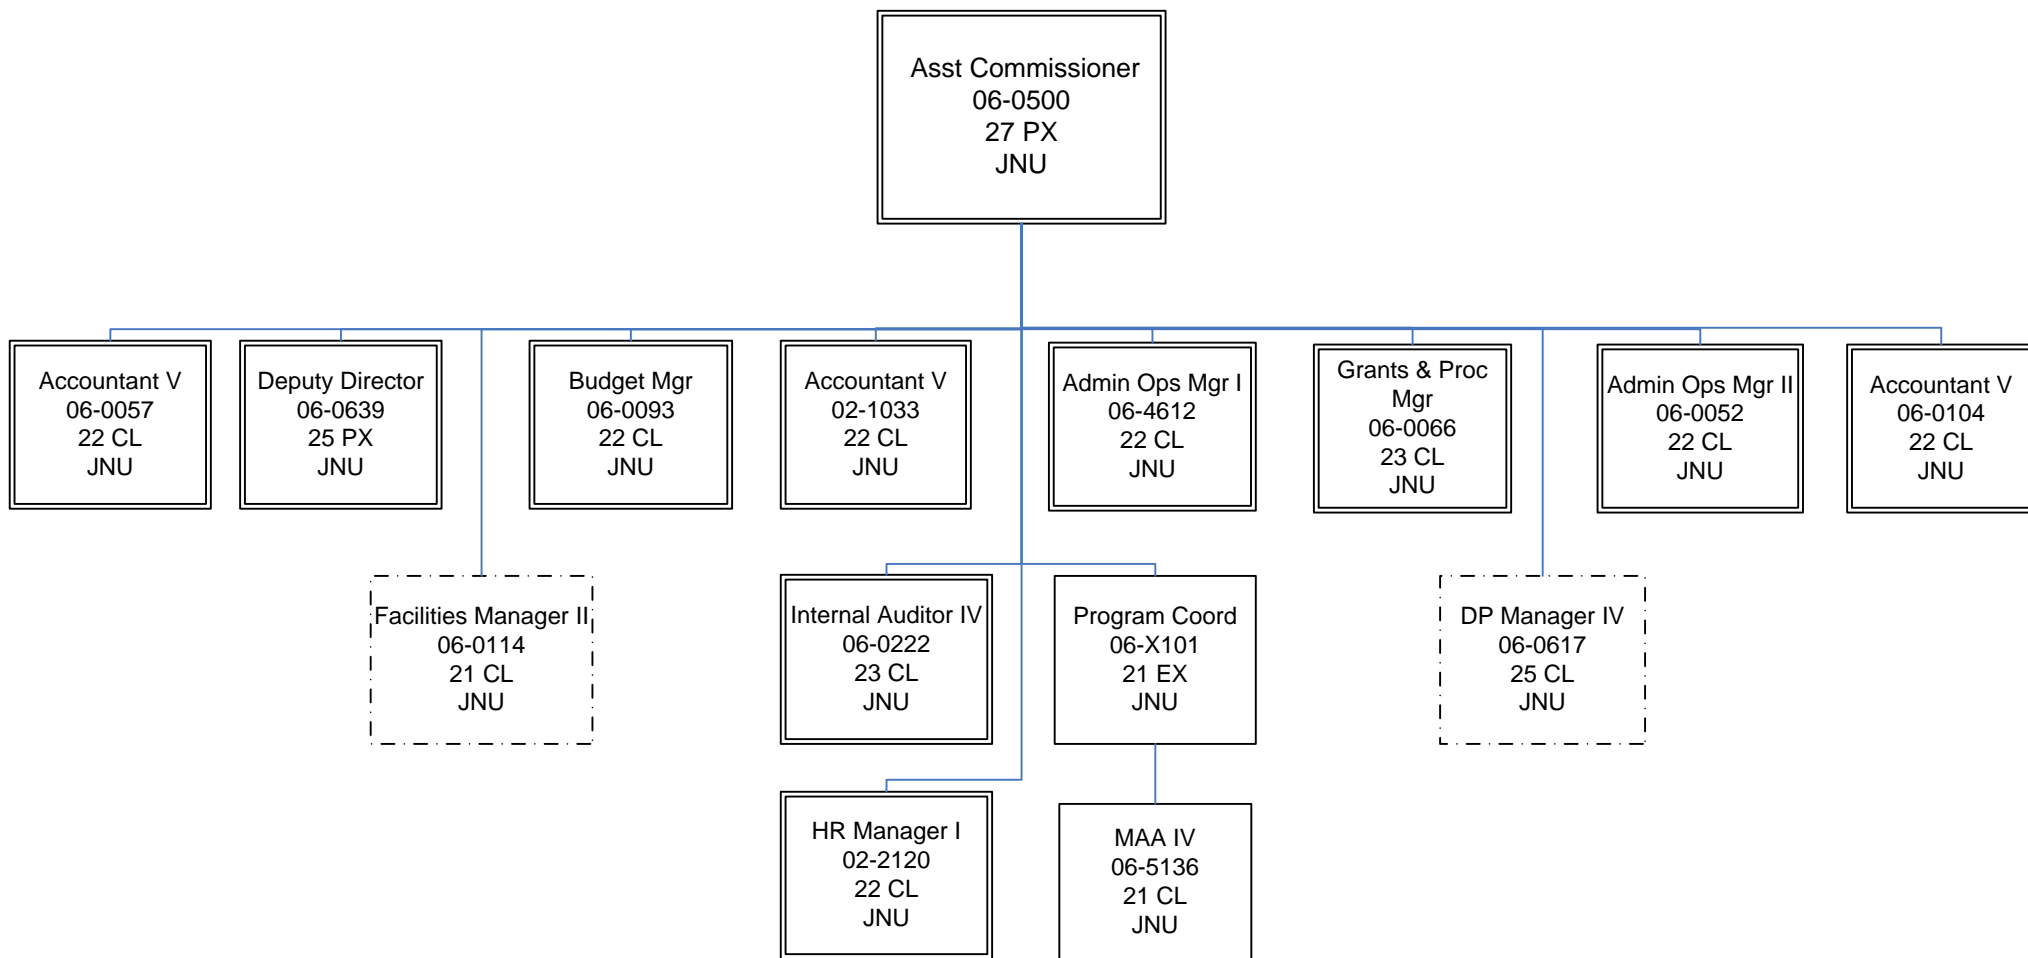 Asst Commissioner
06-0500
27 PX
JNU
Accountant V
06-0057
22 CL
JNU
Deputy Director
06-0639
25 PX
JNU
Budget Mgr
06-0093
22 CL
JNU
Accountant V
02-1033
22 CL
JNU
Admin Ops Mgr I
06-4612
22 CL
JNU
Grants & Proc
Mgr
06-0066
23 CL
JNU
Admin Ops Mgr II
06-0052
22 CL
JNU
Accountant V
06-0104
22 CL
JNU
Facilities Manager II
06-0114
21 CL
JNU
Internal Auditor IV
06-0222
23 CL
JNU
Program Coord
06-X101
21 EX
JNU
DP Manager IV
06-0617
25 CL
JNU
HR Manager I
02-2120
22 CL
JNU
MAA IV
06-5136
21 CL
JNU